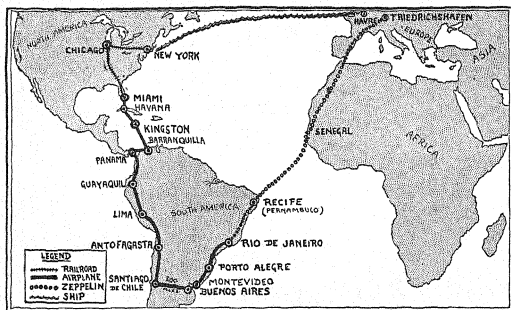 NORTH AMERICA
CHICAGO
NEW YORK
HAVRE
FRIEDRICHSHAFEN
EUROPE
ASIA
MIAMI
HAVANA
KINGSTON
BARRANQUILLA
PANAMA
SENEGAL
AFRICA
GUAYAQUIL
SOUTH AMERICA
RECIFE
(PERNAMBUCO)
LIMA
ANTOFAGASTA
RIO DE JANEIRO
PORTO ALEGRE
SANTIAGO
DE CHILE
MONTEVIDEO
BUENOS AIRES
LEGEND
RAILROAD
AIRPLANE
ZEPPELIN
SHIP